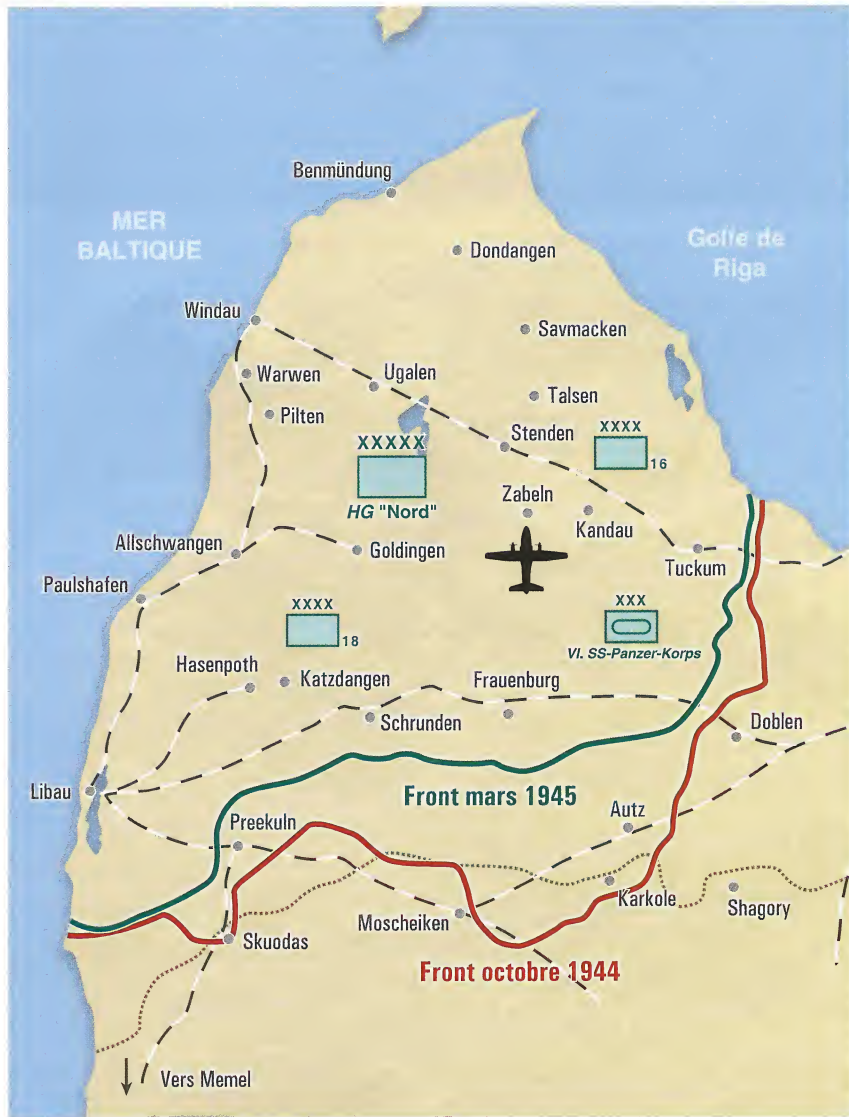 Benmündung
MER
BALTIQUE
Golfe de
Riga
Dondangen
Windau
Savmacken
Warwen
Ugalen
Talsen
Pilten
XXXXX
Stenden
XXXX
16
HG "Nord"
Zabeln
Kandau
Allschwangen
Goldingen
Tuckum
Paulshafen
XXXX
18
XXX
VI. SS-Panzer-Korps
Hasenpoth
Katzdangen
Frauenburg
Schrunden
Doblen
Libau
Front mars 1945
Autz
Preekuln
Karkole
Shagory
Moscheiken
Skuodas
Front octobre 1944
Vers Memel